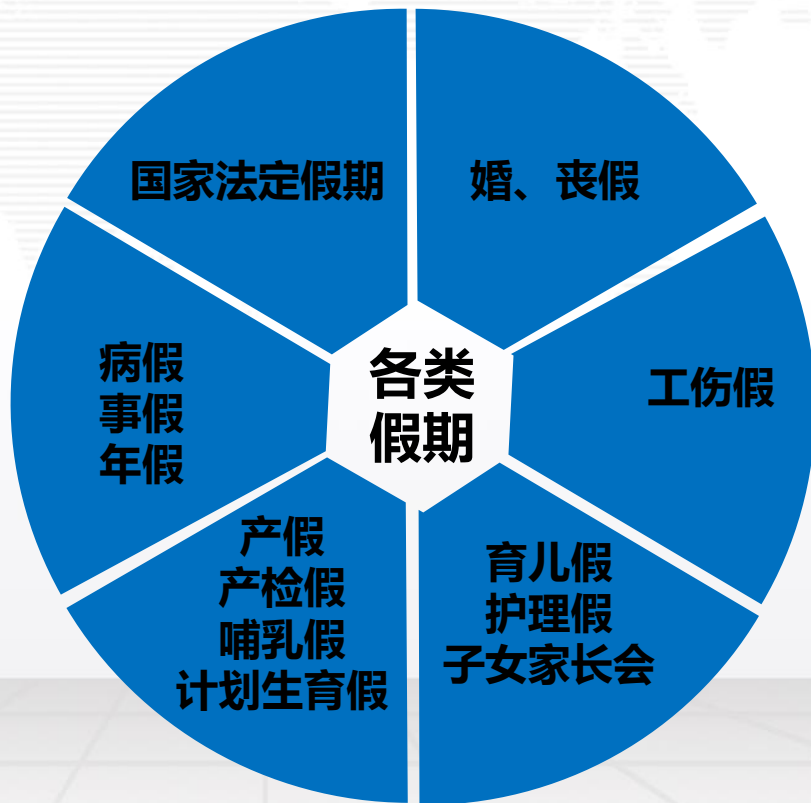 国家法定假期
婚、丧假
病假
事假
年假
各类
假期
工伤假
产假
产检假
哺乳假
计划生育假
育儿假
护理假
子女家长会